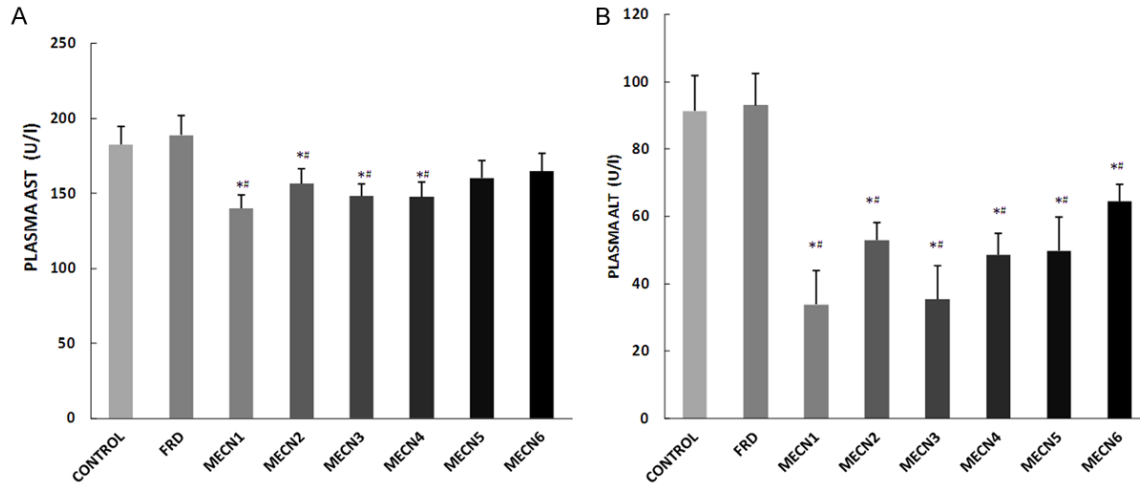 A
PLASMA AST (U/l)
250
200
150
100
50
0
*#
*#
*#
*#
CONTROL
FRD
MECN1
MECN2
MECN3
MECN4
MECN5
MECN6
B
PLASMA ALT (U/l)
120
100
80
60
40
20
0
*#
*#
*#
*#
*#
*#
CONTROL
FRD
MECN1
MECN2
MECN3
MECN4
MECN5
MECN6